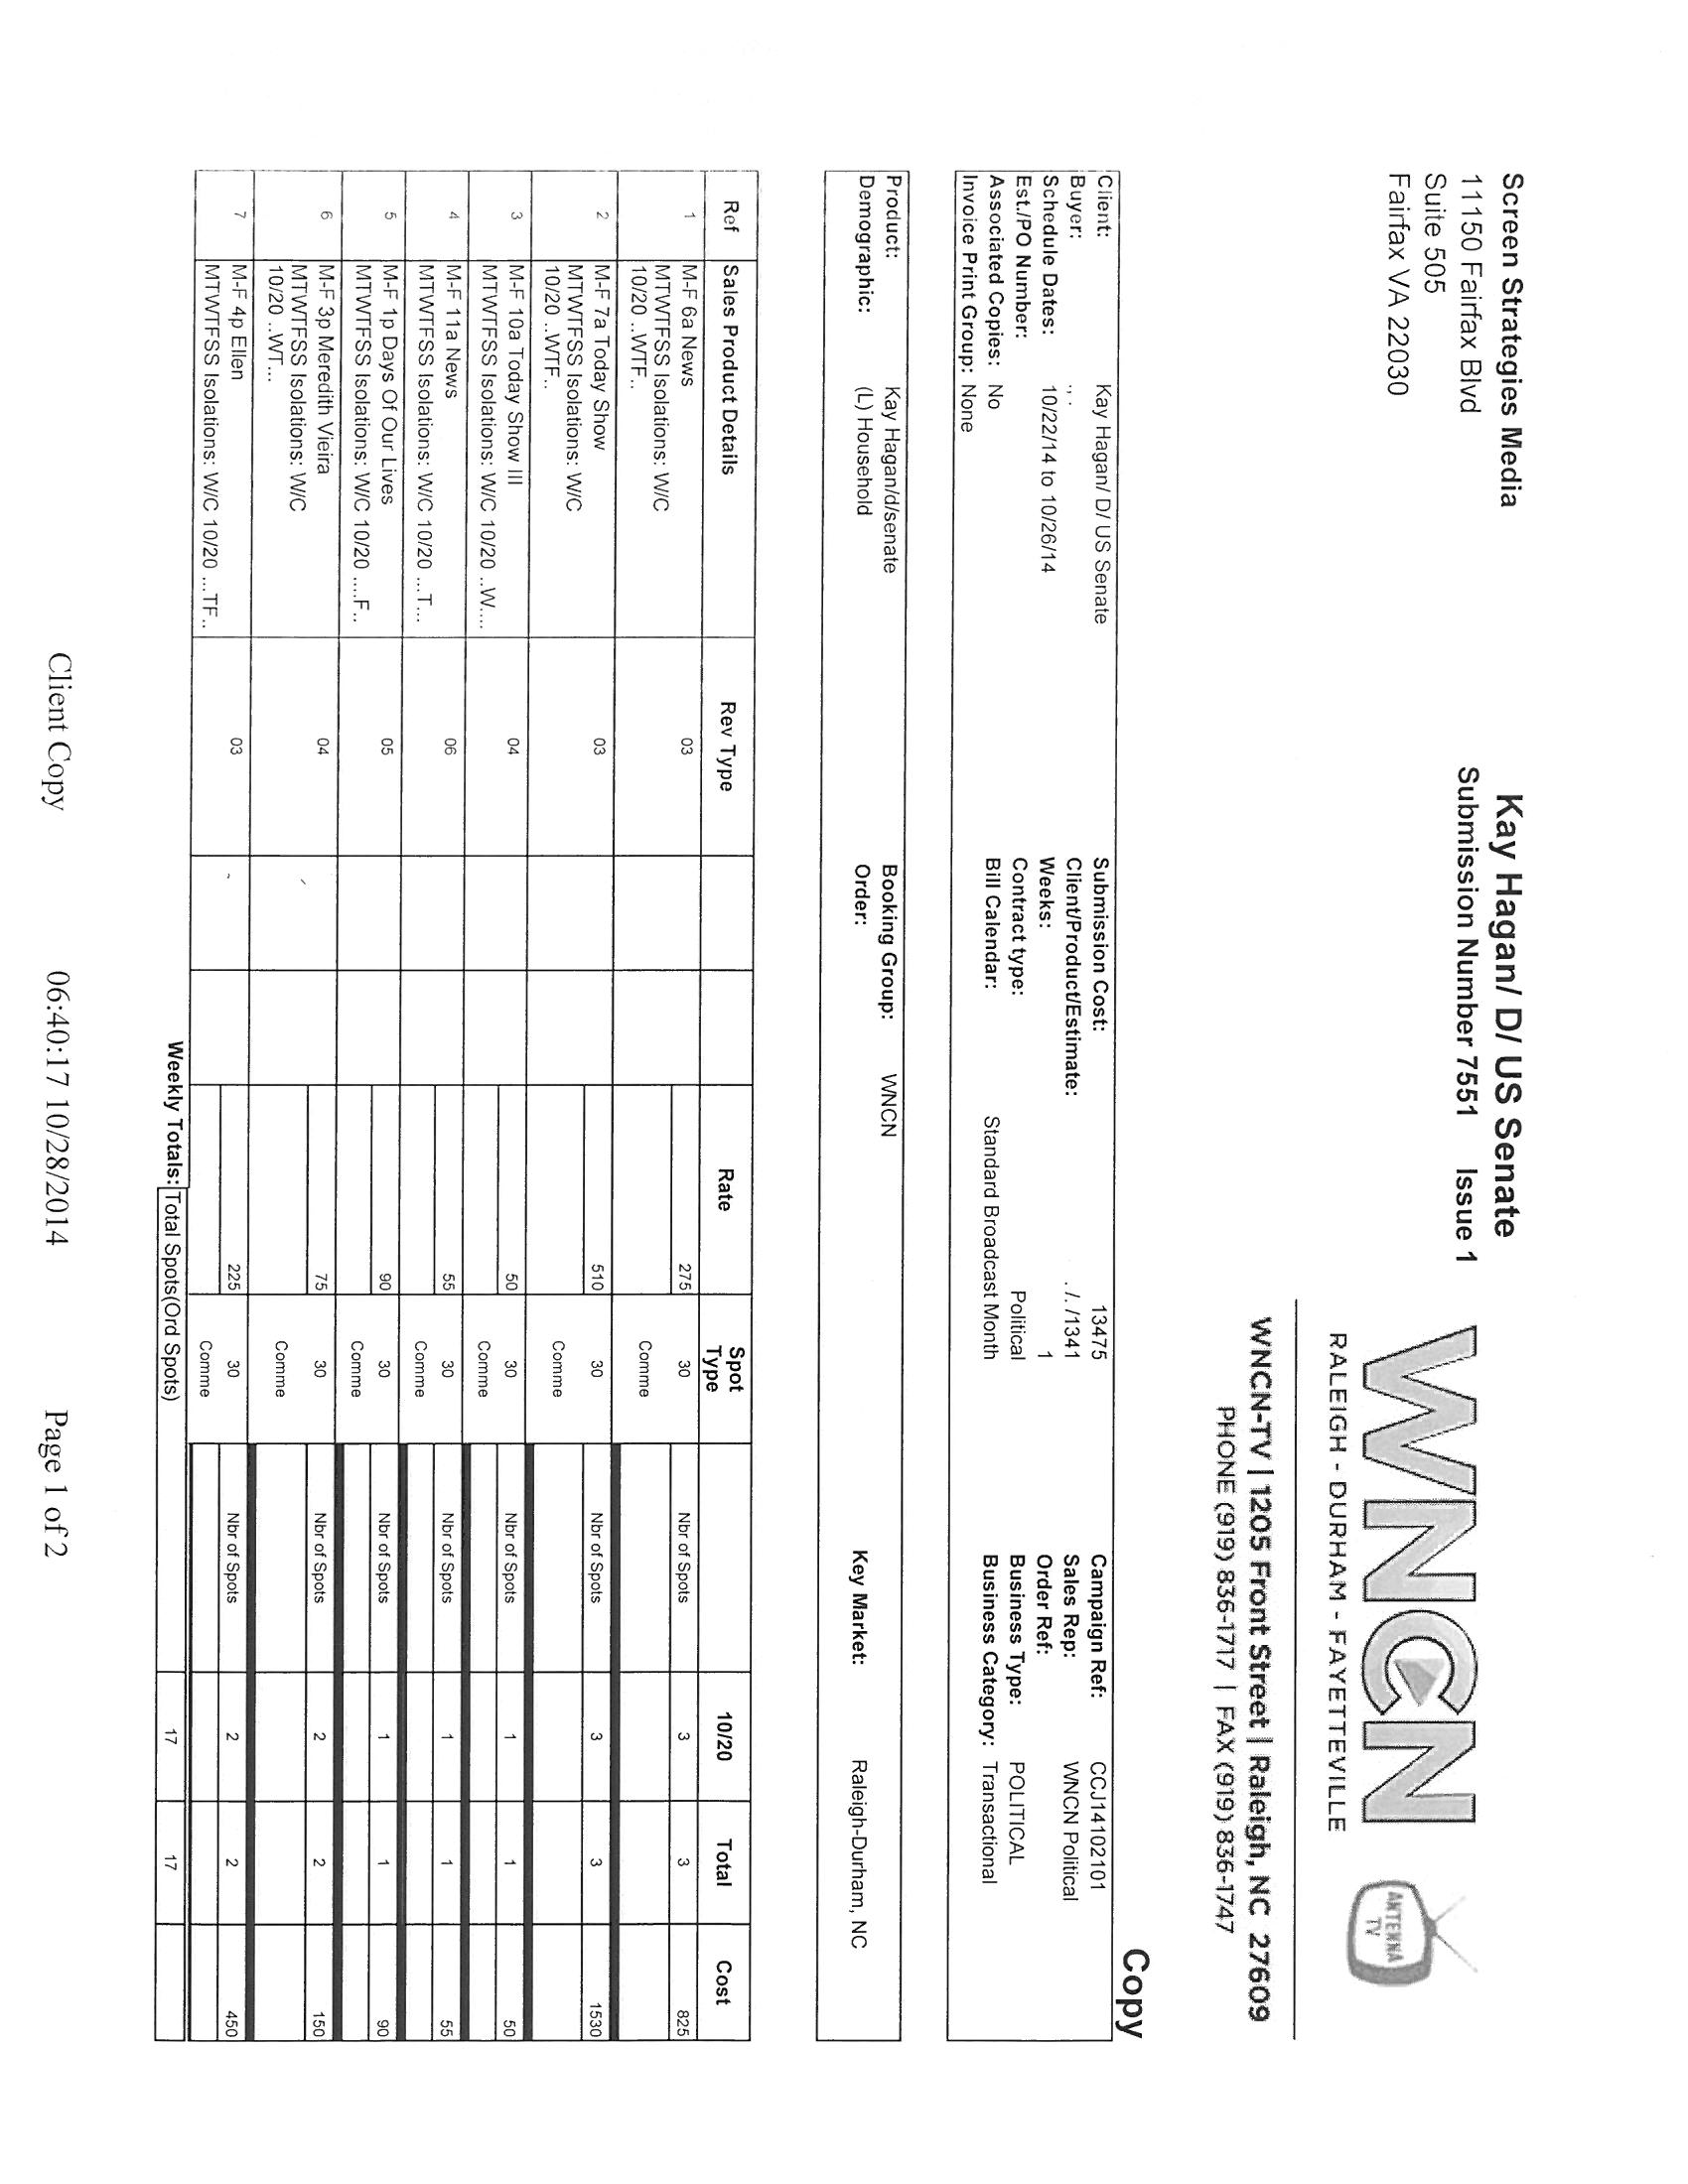 Screen Strategies Media
11150 Fairfax Blvd
Suite 505
Fairfax VA 22030
Kay Hagan/ D/ US Senate
Submission Number 7551 Issue 1
WNCN
ANTENNA
TV
RALEIGH - DURHAM - FAYETTEVILLE
WNCN-TV | 1205 Front Street | Raleigh, NC 27609
PHONE (919) 836-1717 | FAX (919) 836-1747
Copy
Client: Kay Hagan/ D/ US Senate Submission Cost: 13475 Campaign Ref: CCJ14102101
Buyer: ., . Client/Product/Estimate: . /. /1341 Sales Rep: WNCN Political
Schedule Dates: 10/22/14 to 10/26/14 Weeks: 1 Order Ref:
Est./PO Number: Contract type: Political Business Type: POLITICAL
Associated Copies: No Bill Calendar: Standard Broadcast Month Business Category: Transactional
Invoice Print Group: None
Product: Kay Hagan/d/senate Booking Group: WNCN
Demographic: (L) Household Order: Key Market: Raleigh-Durham, NC
Ref Sales Product Details Rev Type Rate Spot Type 10/20 Total Cost
1 M-F 6a News 03 275 30 Nbr of Spots 3 3 825
MTWTFSS Isolations: W/C Comme
10/20 ..WTF..
2 M-F 7a Today Show 03 510 30 Nbr of Spots 3 3 1530
MTWTFSS Isolations: W/C Comme
10/20 ..WTF..
3 M-F 10a Today Show III 04 50 30 Nbr of Spots 1 1 50
MTWTFSS Isolations: W/C 10/20 ..W.... Comme
4 M-F 11a News 06 55 30 Nbr of Spots 1 1 55
MTWTFSS Isolations: W/C 10/20 ...T... Comme
5 M-F 1p Days Of Our Lives 05 90 30 Nbr of Spots 1 1 90
MTWTFSS Isolations: W/C 10/20 ....F.. Comme
6 M-F 3p Meredith Vieira 04 75 30 Nbr of Spots 2 2 150
MTWTFSS Isolations: W/C Comme
10/20 ..WT...
7 M-F 4p Ellen 03 225 30 Nbr of Spots 2 2 450
MTWTFSS Isolations: W/C 10/20 ...TF.. Comme
Weekly Totals: Total Spots(Ord Spots) 17 17
Client Copy 06:40:17 10/28/2014 Page 1 of 2